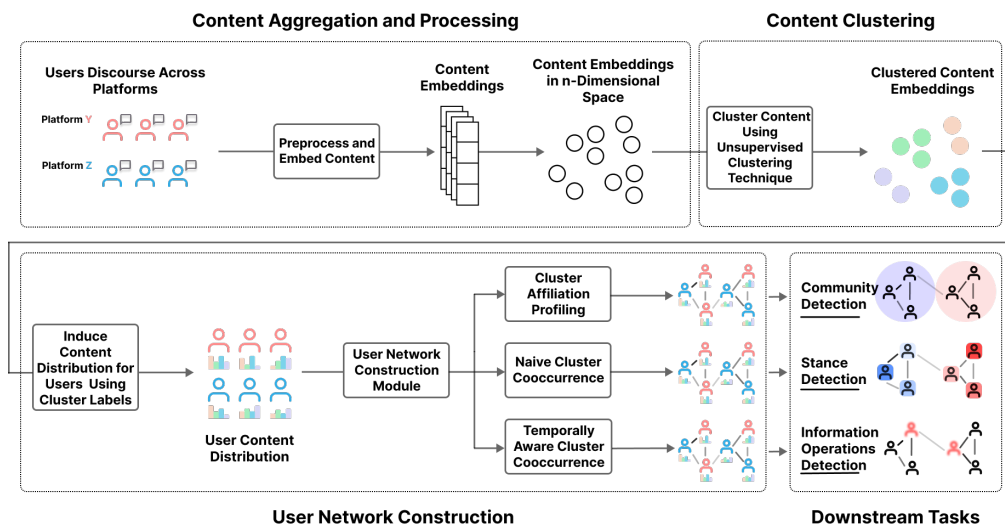 Content Aggregation and Processing
Content Clustering
Users Discourse Across
Platforms
Platform Y
Platform Z
Preprocess and
Embed Content
Content
Embeddings
Content Embeddings
in n-Dimensional
Space
Cluster Content
Using
Unsupervised
Clustering
Technique
Clustered Content
Embeddings
Induce
Content
Distribution for
Users Using
Cluster Labels
User Content
Distribution
User Network
Construction
Module
Cluster
Affiliation
Profiling
Naive Cluster
Cooccurrence
Temporally
Aware Cluster
Cooccurrence
Community
Detection
Stance
Detection
Information
Operations
Detection
User Network Construction
Downstream Tasks